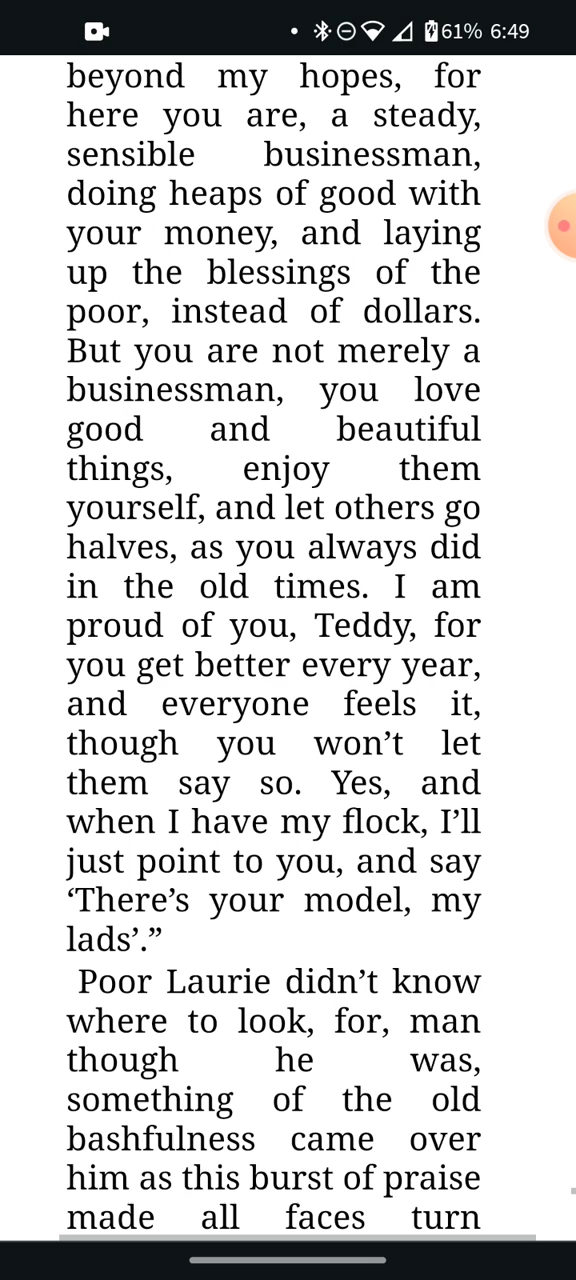 61% 6:49
beyond my hopes, for
here you are, a steady,
sensible businessman,
doing heaps of good with
your money, and laying
up the blessings of the
poor, instead of dollars.
But you are not merely a
businessman, you love
good and beautiful
things, enjoy them
yourself, and let others go
halves, as you always did
in the old times. I am
proud of you, Teddy, for
you get better every year,
and everyone feels it,
though you won’t let
them say so. Yes, and
when I have my flock, I’ll
just point to you, and say
‘There’s your model, my
lads’.”
Poor Laurie didn’t know
where to look, for, man
though he was,
something of the old
bashfulness came over
him as this burst of praise
made all faces turn